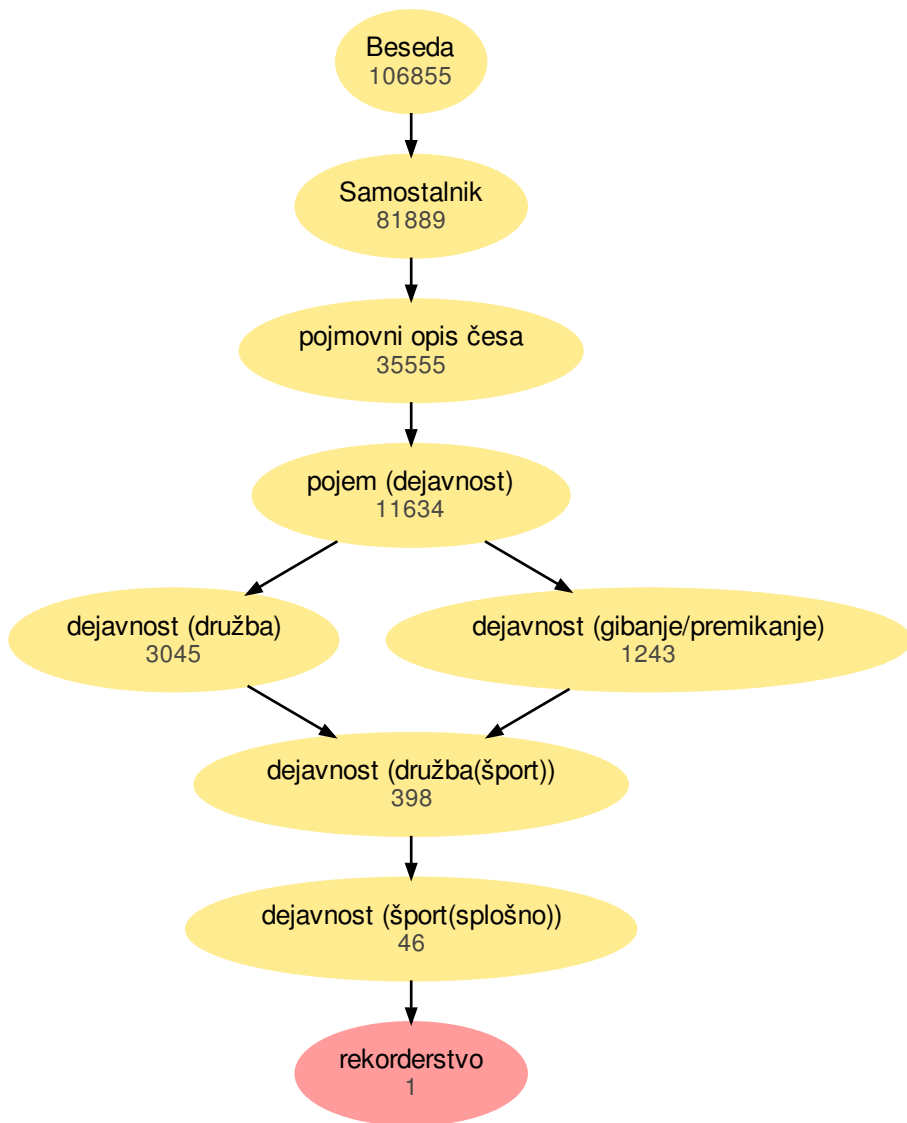 Beseda
106855
Samostalnik
81889
pojmovni opis česa
35555
pojem (dejavnost)
11634
dejavnost (družba)
3045
dejavnost (gibanje/premikanje)
1243
dejavnost (družba(šport))
398
dejavnost (šport(splošno))
46
rekorderstvo
1